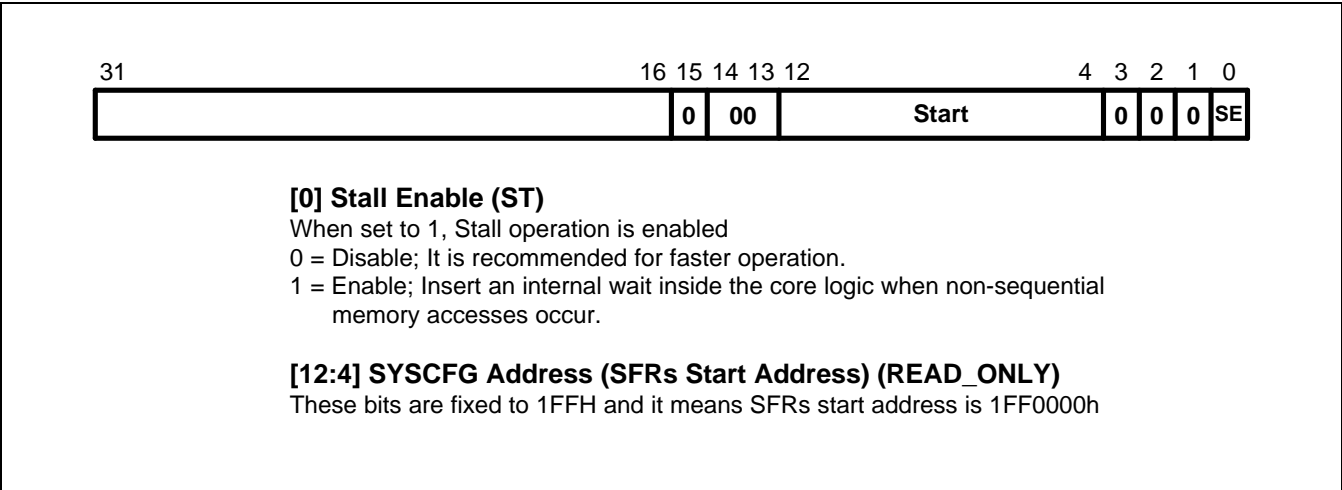 31 16 15 14 13 12 4 3 2 1 0
0 00 Start 0 0 0 SE
[0] Stall Enable (ST)
When set to 1, Stall operation is enabled
0 = Disable; It is recommended for faster operation.
1 = Enable; Insert an internal wait inside the core logic when non-sequential
memory accesses occur.
[12:4] SYSCFG Address (SFRs Start Address) (READ_ONLY)
These bits are fixed to 1FFH and it means SFRs start address is 1FF0000h